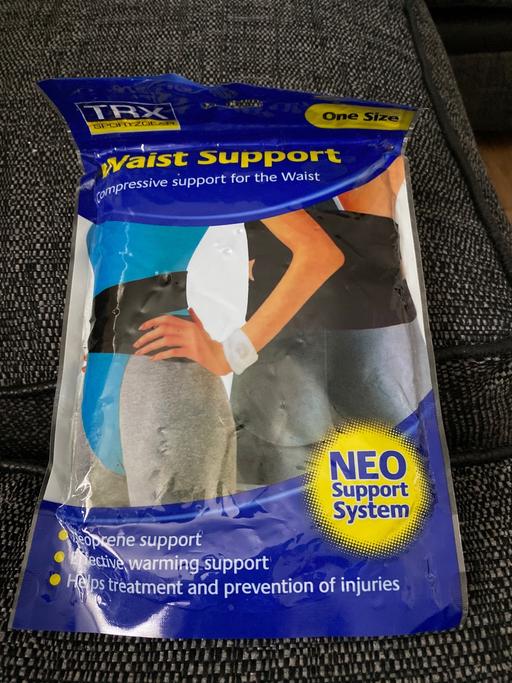 TRX
SPORTZGEAR
One Size
Waist Support
Compressive support for the Waist
NEO
Support
System
Neoprene support
Effective warming support
Helps treatment and prevention of injuries